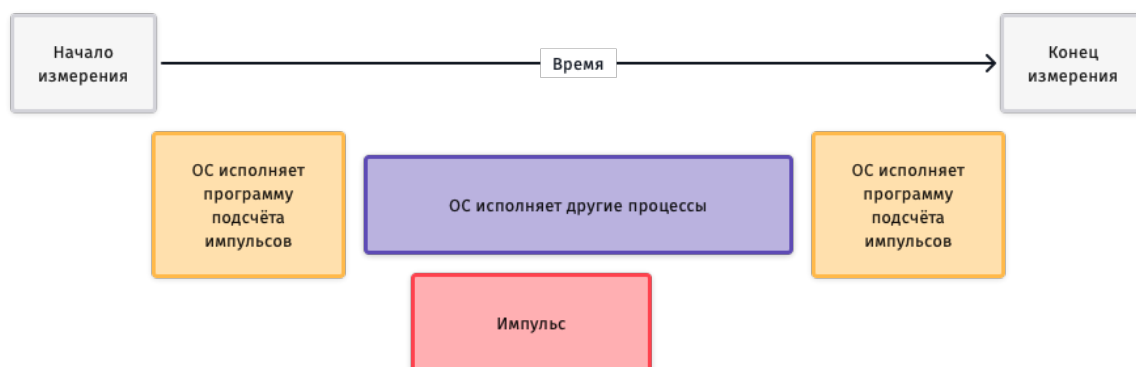 Начало
измерения
Время
Конец
измерения
ОС исполняет
программу
подсчёта
импульсов
ОС исполняет другие процессы
ОС исполняет
программу
подсчёта
импульсов
Импульс